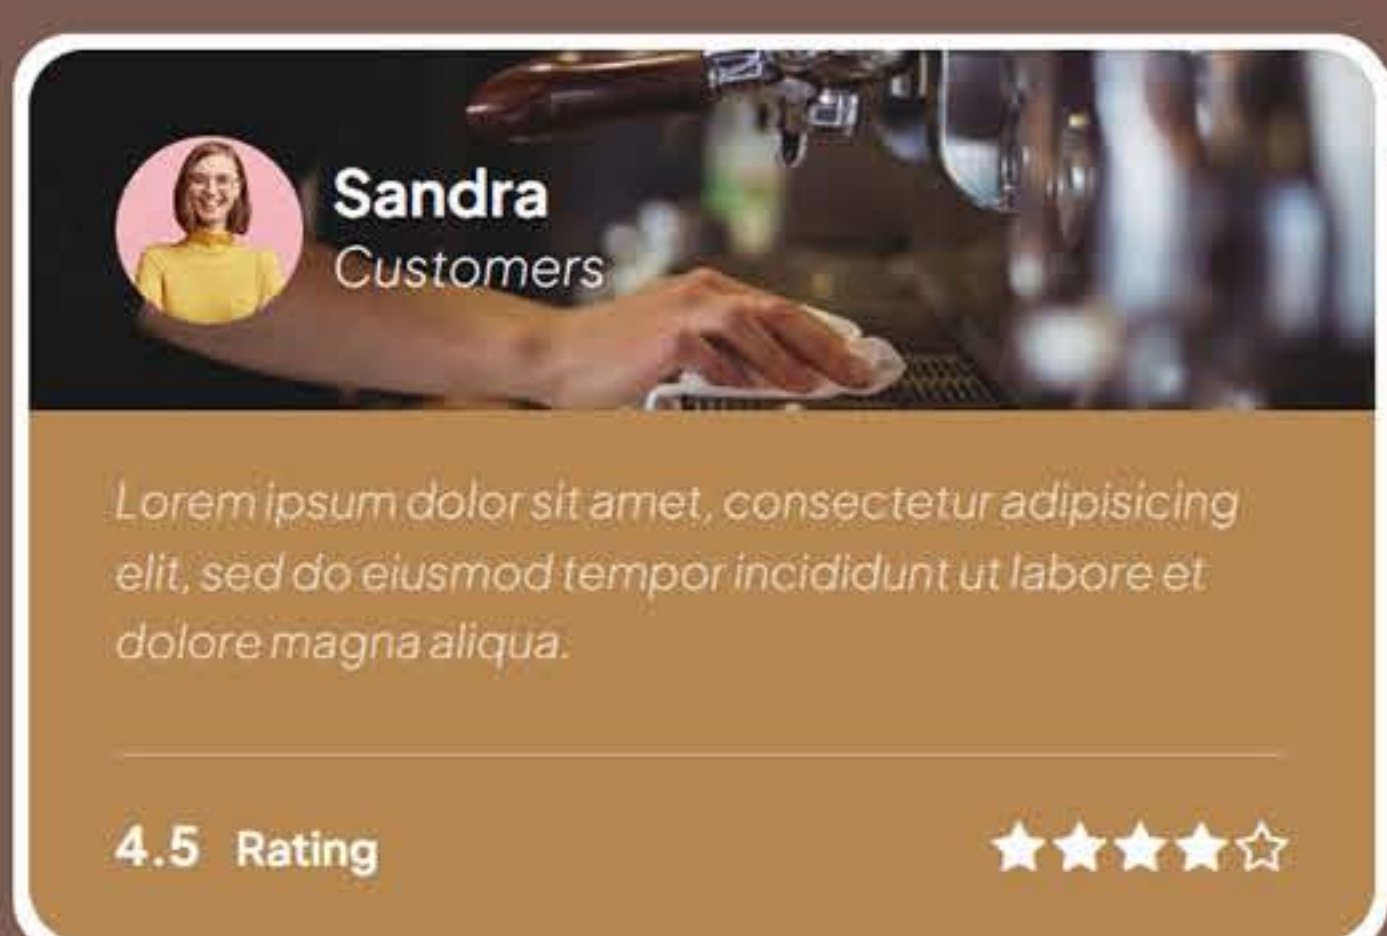 Sandra
Customers
Lorem ipsum dolor sit amet, consectetur adipisicing
elit, sed do eiusmod tempor incididunt ut labore et
dolore magna aliqua.
4.5 Rating